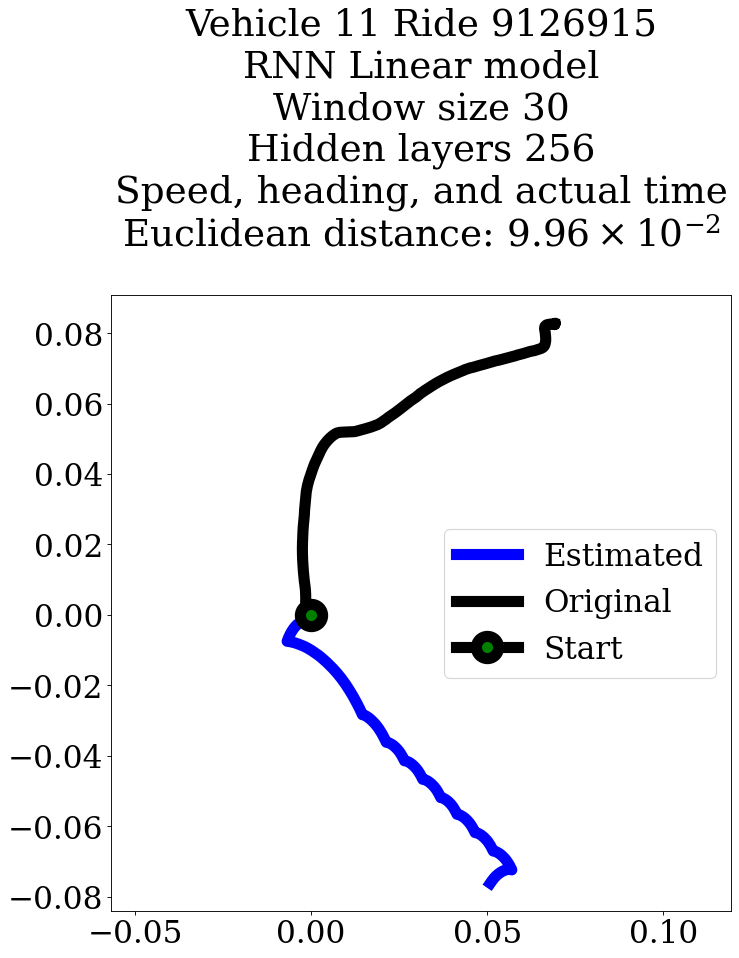 Vehicle 11 Ride 9126915
RNN Linear model
Window size 30
Hidden layers 256
Speed, heading, and actual time
Euclidean distance: 9.96 × 10⁻²
0.08
0.06
0.04
0.02
0.00
−0.02
−0.04
−0.06
−0.08
Estimated
Original
Start
−0.05 0.00 0.05 0.10